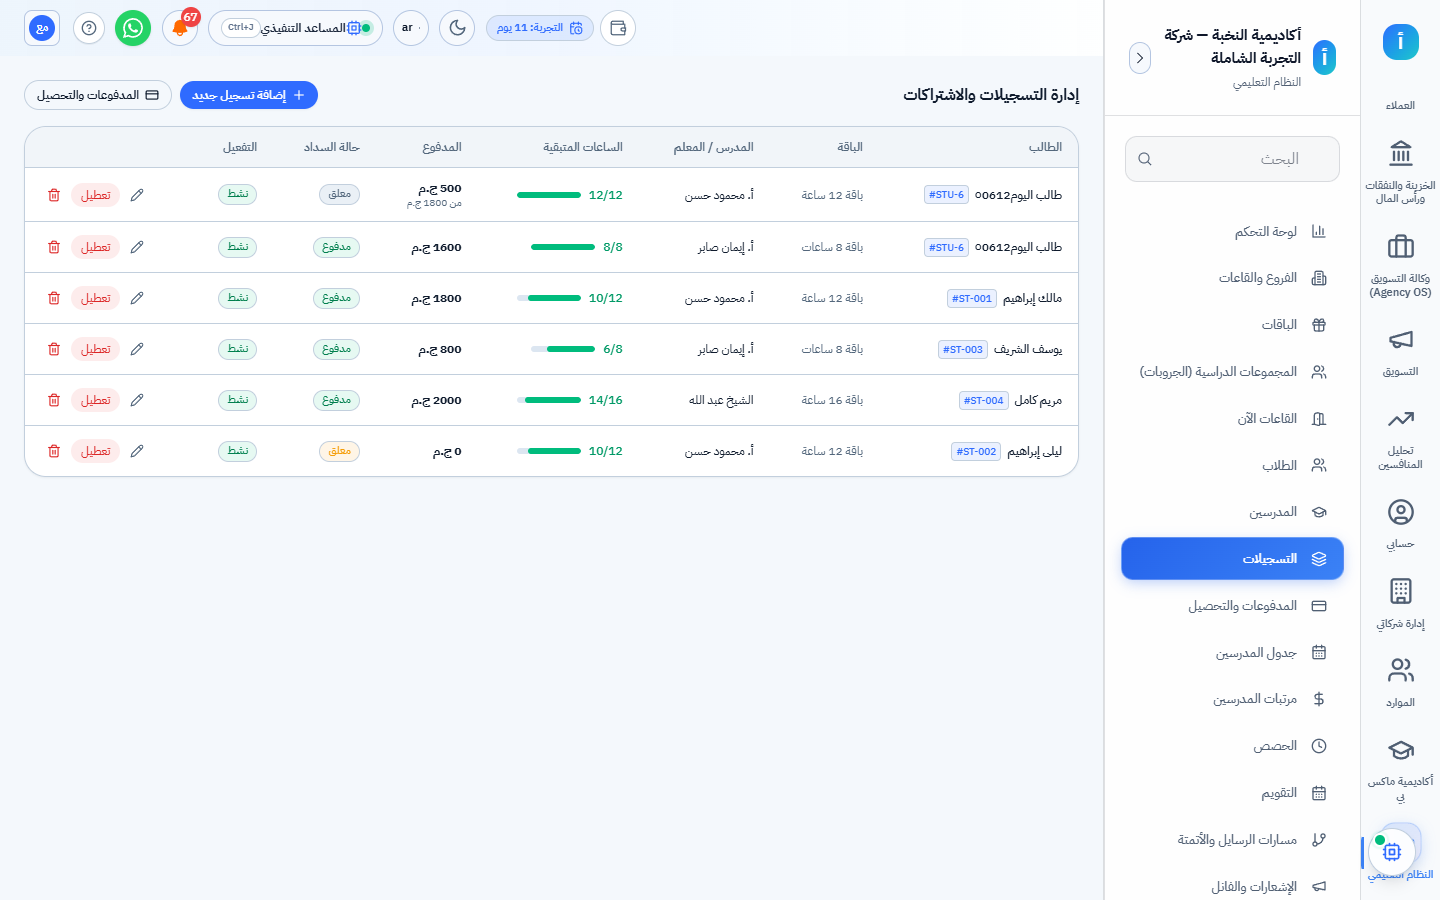 أ
العملاء
الخزينة والنفقات
ورأس المال
وكالة التسويق
(Agency OS)
التسويق
تحليل
المنافسين
حسابي
إدارة شركاتي
الموارد
أكاديمية ماكس
بي
أ
أكاديمية النخبة — شركة
التجربة الشاملة
النظام التعليمي
البحث
لوحة التحكم
الفروع والقاعات
الباقات
المجموعات الدراسية (الجروبات)
القاعات الآن
الطلاب
المدرسين
التسجيلات
المدفوعات والتحصيل
جدول المدرسين
مرتبات المدرسين
الحصص
التقويم
مسارات الرسايل والأتمتة
الإشعارات والفانل
التجربة: 11 يوم
ar
المساعد التنفيذي Ctrl+J
67
مع
إدارة التسجيلات والاشتراكات
إضافة تسجيل جديد
المدفوعات والتحصيل
الطالب الباقة المدرس / المعلم الساعات المتبقية المدفوع حالة السداد التفعيل
طالب اليوم0612o #STU-6 باقة 12 ساعة أ. محمود حسن 12/12 500 ج.م معلق نشط تعطيل
من 1800 ج.م
طالب اليوم0612o #STU-6 باقة 8 ساعات أ. إيمان صابر 8/8 1600 ج.م مدفوع نشط تعطيل
مالك إبراهيم #ST-001 باقة 12 ساعة أ. محمود حسن 10/12 1800 ج.م مدفوع نشط تعطيل
يوسف الشريف #ST-003 باقة 8 ساعات أ. إيمان صابر 6/8 800 ج.م مدفوع نشط تعطيل
مريم كامل #ST-004 باقة 16 ساعة الشيخ عبد الله 14/16 2000 ج.م مدفوع نشط تعطيل
ليلى إبراهيم #ST-002 باقة 12 ساعة أ. محمود حسن 10/12 0 ج.م معلق نشط تعطيل